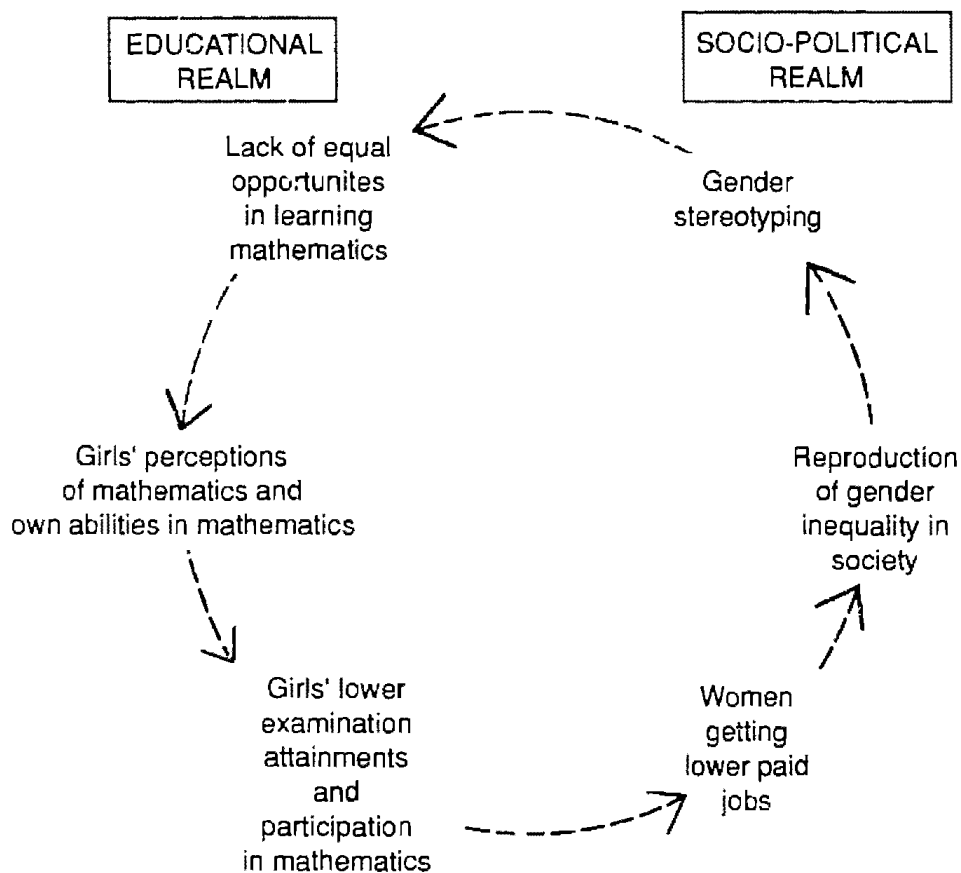 EDUCATIONAL
REALM
SOCIO-POLITICAL
REALM
Lack of equal
opportunites
in learning
mathematics
Gender
stereotyping
Girls' perceptions
of mathematics and
own abilities in mathematics
Reproduction
of gender
inequality in
society
Girls' lower
examination
attainments
and
participation
in mathematics
Women
getting
lower paid
jobs